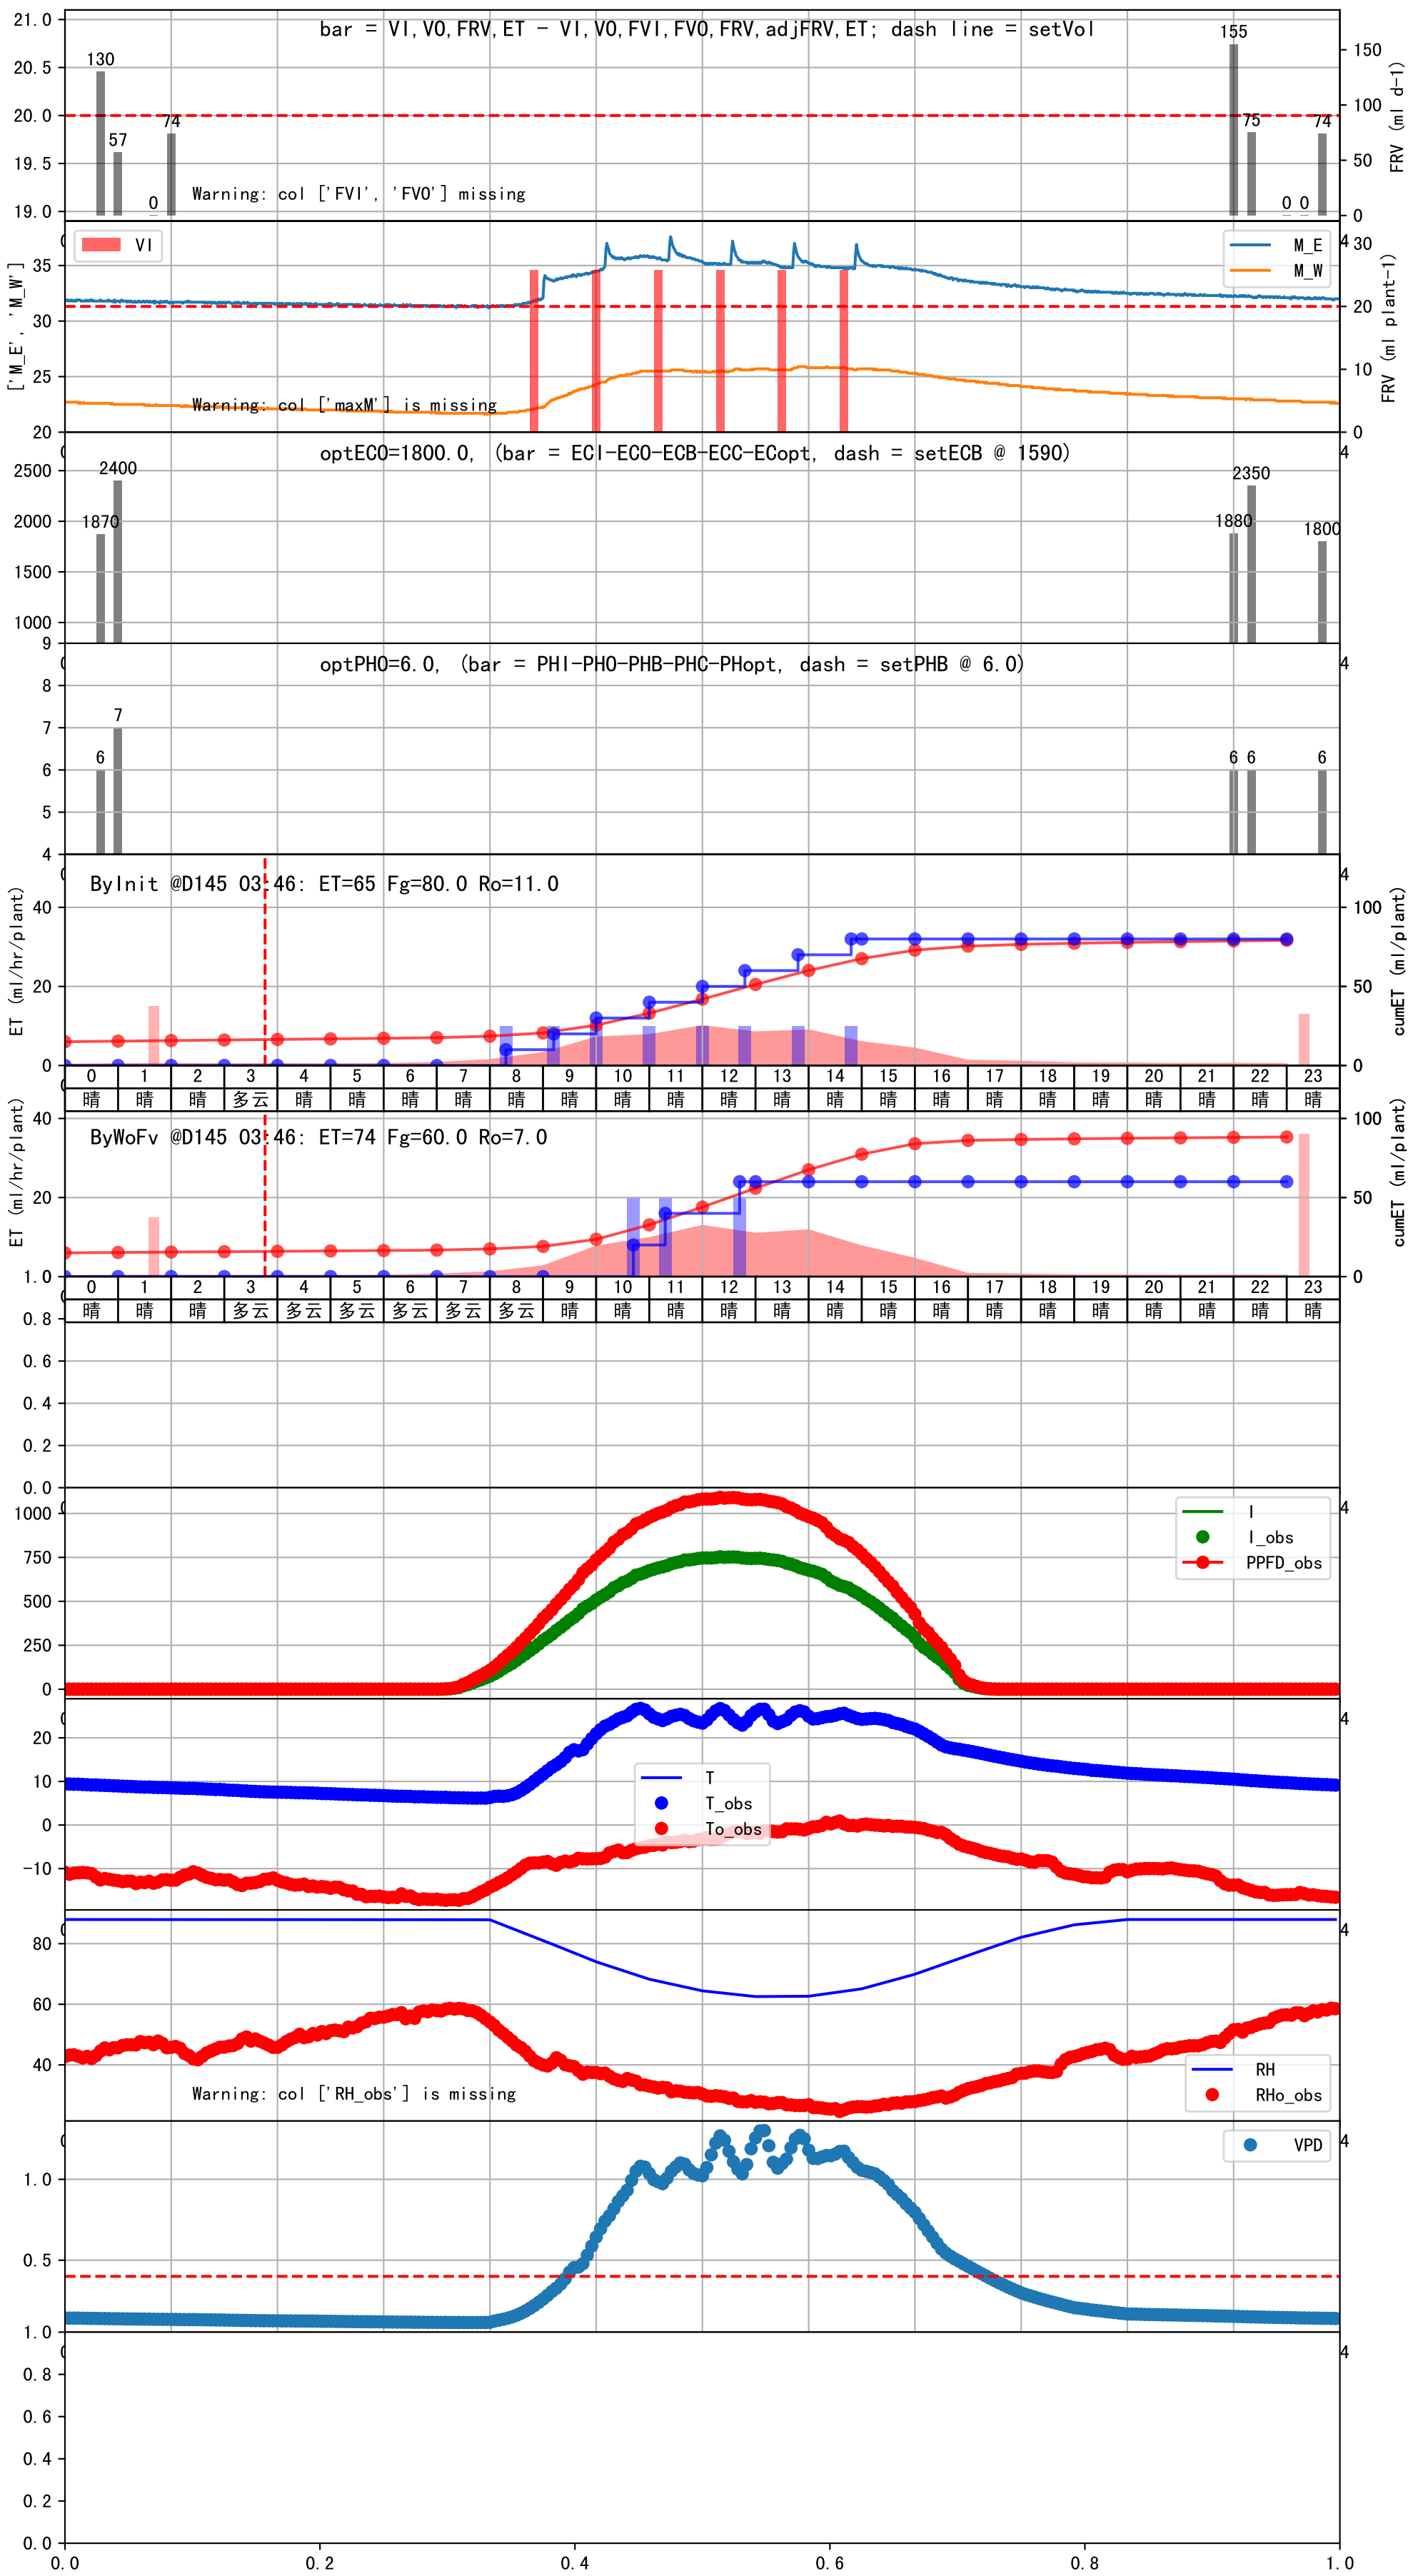 bar = VI,VO,FRV,ET - VI,VO,FVI,FVO,FRV,adjFRV,ET; dash line = setVol
21.0
20.5
20.0
19.5
19.0
130
57
0
74
155
75
0
0
74
150
100
50
0
FRV (ml d-1)
Warning: col ['FVI', 'FVO'] missing
VI
M_E
M_W
4
['M_E', 'M_W']
35
30
25
20
30
20
10
0
FRV (ml plant-1)
Warning: col ['maxM'] is missing
optECO=1800.0, (bar = ECI-ECO-ECB-ECC-ECopt, dash = setECB @ 1590)
4
2500
2000
1500
1000
1870
2400
1880
2350
1800
optPHO=6.0, (bar = PHI-PHO-PHB-PHC-PHopt, dash = setPHB @ 6.0)
4
9
8
7
6
5
4
6
7
6
6
6
ByInit @D145 03:46: ET=65 Fg=80.0 Ro=11.0
4
ET (ml/hr/plant)
40
20
0
100
50
0
cumET (ml/plant)
0 1 2 3 4 5 6 7 8 9 10 11 12 13 14 15 16 17 18 19 20 21 22 23
晴 晴 晴 多云 晴 晴 晴 晴 晴 晴 晴 晴 晴 晴 晴 晴 晴 晴 晴 晴 晴 晴 晴 晴
ByWoFv @D145 03:46: ET=74 Fg=60.0 Ro=7.0
ET (ml/hr/plant)
40
20
100
50
0
cumET (ml/plant)
0 1 2 3 4 5 6 7 8 9 10 11 12 13 14 15 16 17 18 19 20 21 22 23
晴 晴 晴 多云 多云 多云 多云 多云 多云 晴 晴 晴 晴 晴 晴 晴 晴 晴 晴 晴 晴 晴 晴 晴
1.0
0.8
0.6
0.4
0.2
0.0
I
I_obs
PPFD_obs
4
1000
750
500
250
0
T
T_obs
To_obs
4
20
10
0
-10
4
80
60
40
RH
RHo_obs
Warning: col ['RH_obs'] is missing
VPD
4
1.0
0.5
4
1.0
0.8
0.6
0.4
0.2
0.0
0.0 0.2 0.4 0.6 0.8 1.0